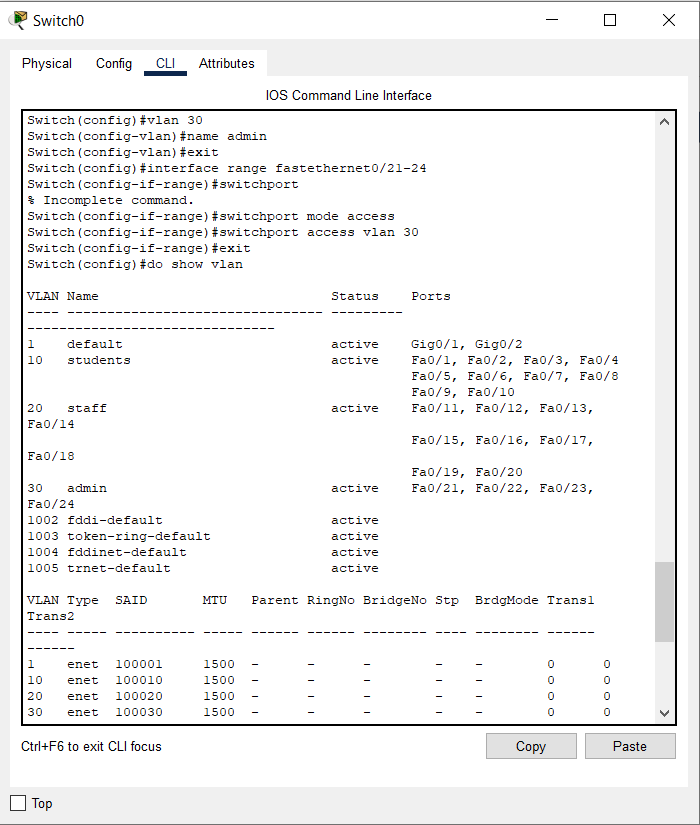 Switch0
Physical Config CLI Attributes
IOS Command Line Interface
Switch(config)#vlan 30
Switch(config-vlan)#name admin
Switch(config-vlan)#exit
Switch(config)#interface range fastethernet0/21-24
Switch(config-if-range)#switchport
% Incomplete command.
Switch(config-if-range)#switchport mode access
Switch(config-if-range)#switchport access vlan 30
Switch(config-if-range)#exit
Switch(config)#do show vlan
VLAN Name                             Status    Ports
---- -------------------------------- ---------
-------------------------------
1    default                          active    Gig0/1, Gig0/2
10   students                         active    Fa0/1, Fa0/2, Fa0/3, Fa0/4
                                                Fa0/5, Fa0/6, Fa0/7, Fa0/8
                                                Fa0/9, Fa0/10
20   staff                            active    Fa0/11, Fa0/12, Fa0/13,
Fa0/14
                                                Fa0/15, Fa0/16, Fa0/17,
Fa0/18
                                                Fa0/19, Fa0/20
30   admin                            active    Fa0/21, Fa0/22, Fa0/23,
Fa0/24
1002 fddi-default                     active
1003 token-ring-default               active
1004 fddinet-default                  active
1005 trnet-default                    active
VLAN Type  SAID       MTU   Parent RingNo BridgeNo Stp  BrdgMode Trans1
Trans2
---- ----- ---------- ----- ------ ------ -------- ---- -------- ------
------
1    enet  100001     1500  -      -      -        -    -        0      0
10   enet  100010     1500  -      -      -        -    -        0      0
20   enet  100020     1500  -      -      -        -    -        0      0
30   enet  100030     1500  -      -      -        -    -        0      0
Ctrl+F6 to exit CLI focus Copy Paste
Top